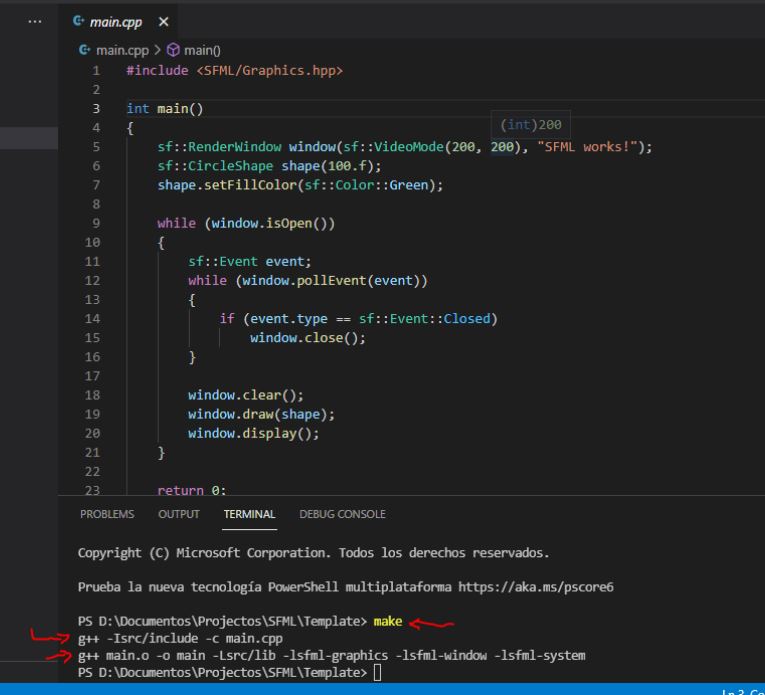 ... main.cpp ×
main.cpp > main()
1 #include <SFML/Graphics.hpp>
2
3 int main()
(int)200
4 {
5 sf::RenderWindow window(sf::VideoMode(200, 200), "SFML works!");
6 sf::CircleShape shape(100.f);
7 shape.setFillColor(sf::Color::Green);
8
9 while (window.isOpen())
10 {
11 sf::Event event;
12 while (window.pollEvent(event))
13 {
14 if (event.type == sf::Event::Closed)
15 window.close();
16 }
17
18 window.clear();
19 window.draw(shape);
20 window.display();
21 }
22
23 return 0;
PROBLEMS OUTPUT TERMINAL DEBUG CONSOLE
Copyright (C) Microsoft Corporation. Todos los derechos reservados.
Prueba la nueva tecnología PowerShell multiplataforma https://aka.ms/pscore6
PS D:\Documentos\Projectos\SFML\Template> make
g++ -Isrc/include -c main.cpp
g++ main.o -o main -Lsrc/lib -lsfml-graphics -lsfml-window -lsfml-system
PS D:\Documentos\Projectos\SFML\Template>